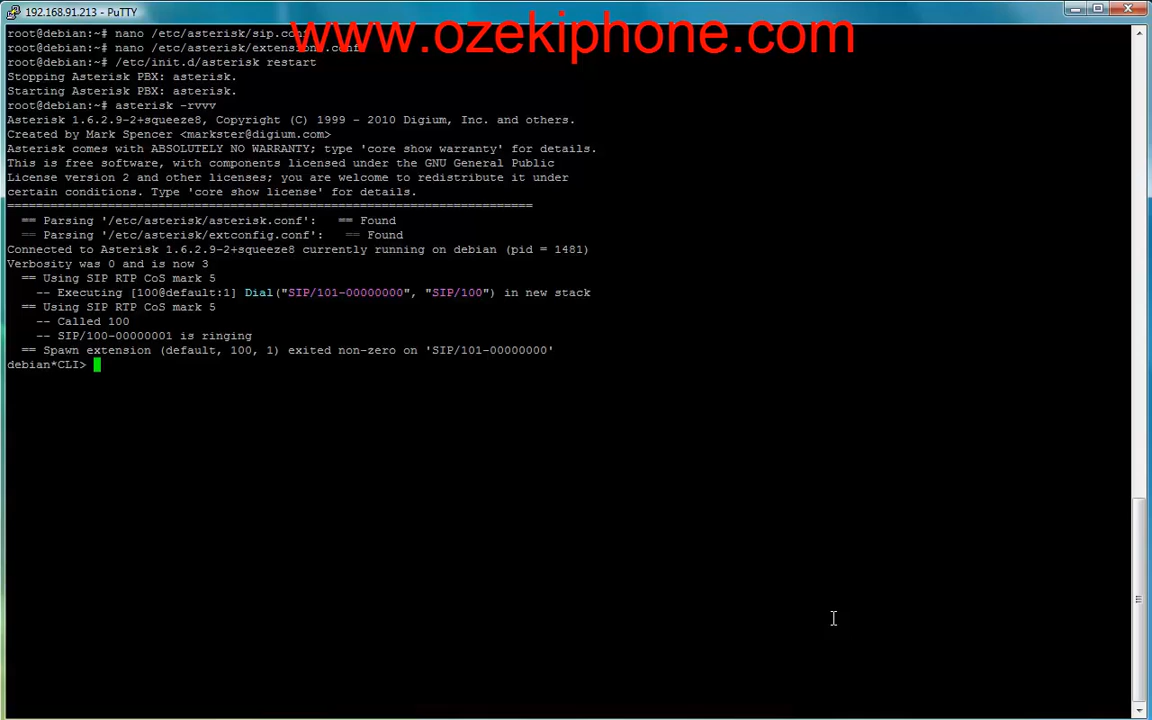 192.168.91.213 - PuTTY
www.ozekiphone.com
root@debian:~# nano /etc/asterisk/sip.conf
root@debian:~# nano /etc/asterisk/extensions.conf
root@debian:~# /etc/init.d/asterisk restart
Stopping Asterisk PBX: asterisk.
Starting Asterisk PBX: asterisk.
root@debian:~# asterisk -rvvv
Asterisk 1.6.2.9-2+squeeze8, Copyright (C) 1999 - 2010 Digium, Inc. and others.
Created by Mark Spencer <markster@digium.com>
Asterisk comes with ABSOLUTELY NO WARRANTY; type 'core show warranty' for details.
This is free software, with components licensed under the GNU General Public
License version 2 and other licenses; you are welcome to redistribute it under
certain conditions. Type 'core show license' for details.
=========================================================================
  == Parsing '/etc/asterisk/asterisk.conf':   == Found
  == Parsing '/etc/asterisk/extconfig.conf':   == Found
Connected to Asterisk 1.6.2.9-2+squeeze8 currently running on debian (pid = 1481)
Verbosity was 0 and is now 3
  == Using SIP RTP CoS mark 5
    -- Executing [100@default:1] Dial("SIP/101-00000000", "SIP/100") in new stack
  == Using SIP RTP CoS mark 5
    -- Called 100
    -- SIP/100-00000001 is ringing
  == Spawn extension (default, 100, 1) exited non-zero on 'SIP/101-00000000'
debian*CLI>